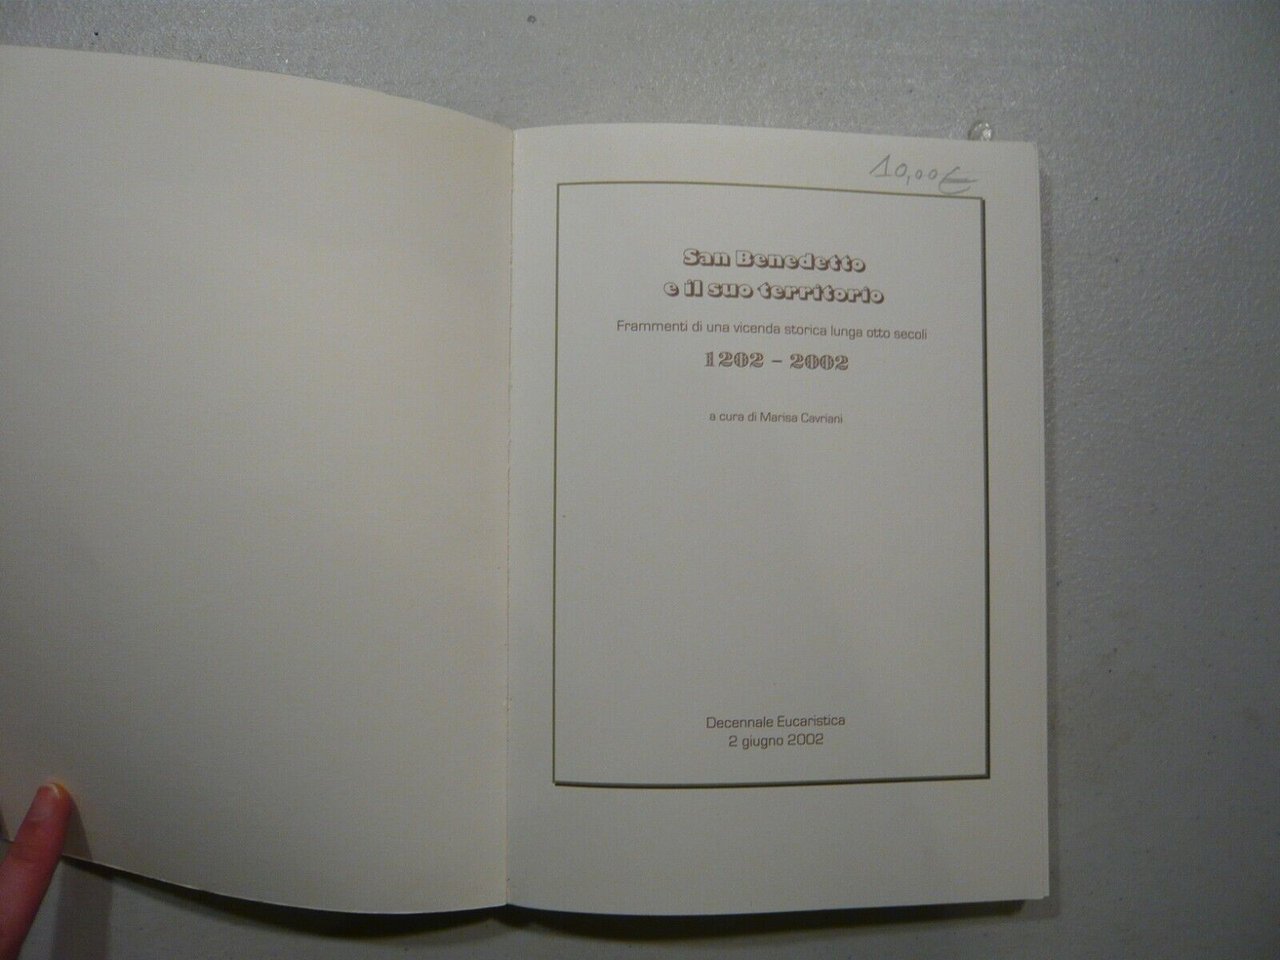 10,00€
San Benedetto
e il suo territorio
Frammenti di una vicenda storica lunga otto secoli
1202 – 2002
a cura di Marisa Cavriani
Decennale Eucaristica
2 giugno 2002